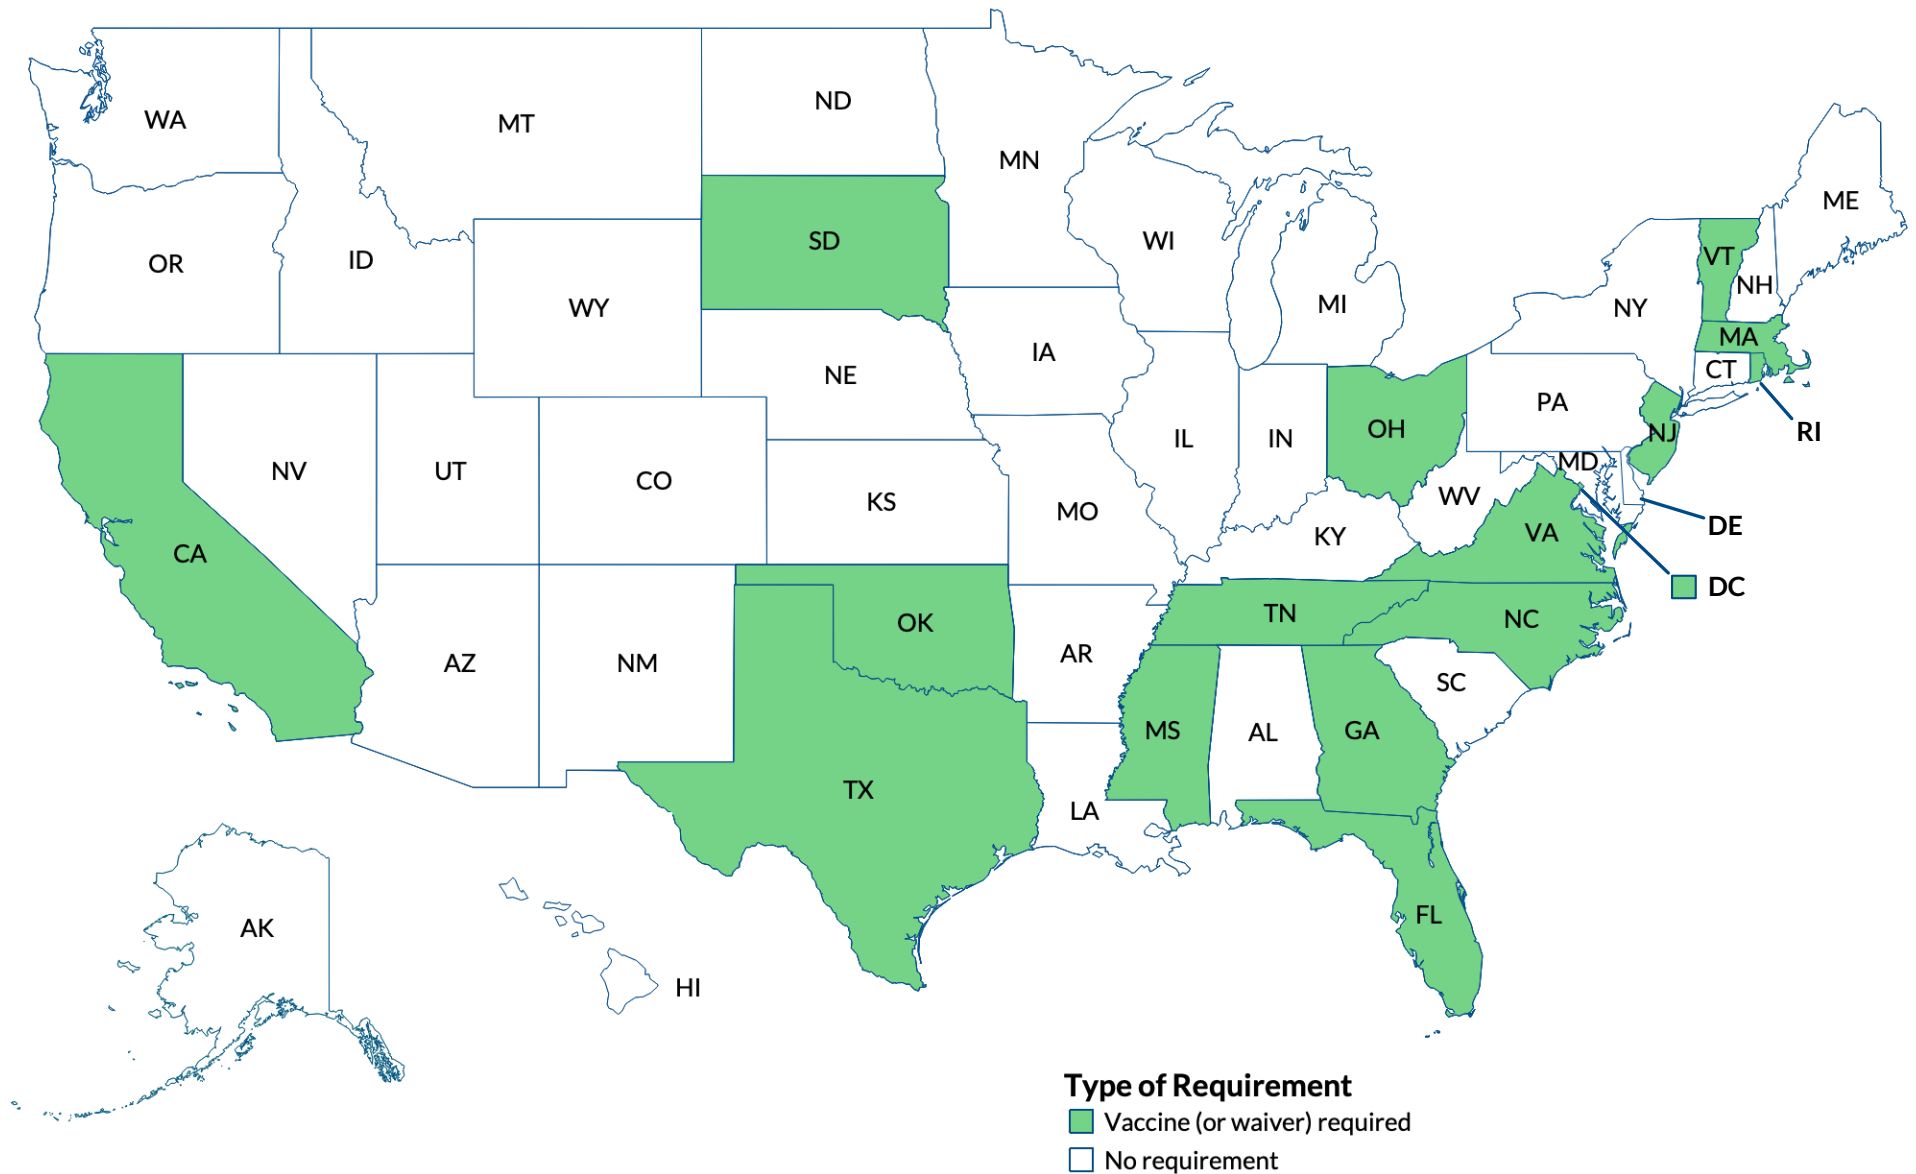 WA
MT
ND
MN
ME
OR
ID
SD
WI
VT
NH
WY
MI
NY
MA
IA
CT
NE
PA
OH
NJ
RI
NV
UT
CO
IL
IN
MD
KS
MO
WV
DE
CA
KY
VA
DC
OK
TN
NC
AZ
NM
AR
SC
MS
AL
GA
TX
LA
FL
AK
HI
Type of Requirement
Vaccine (or waiver) required
No requirement